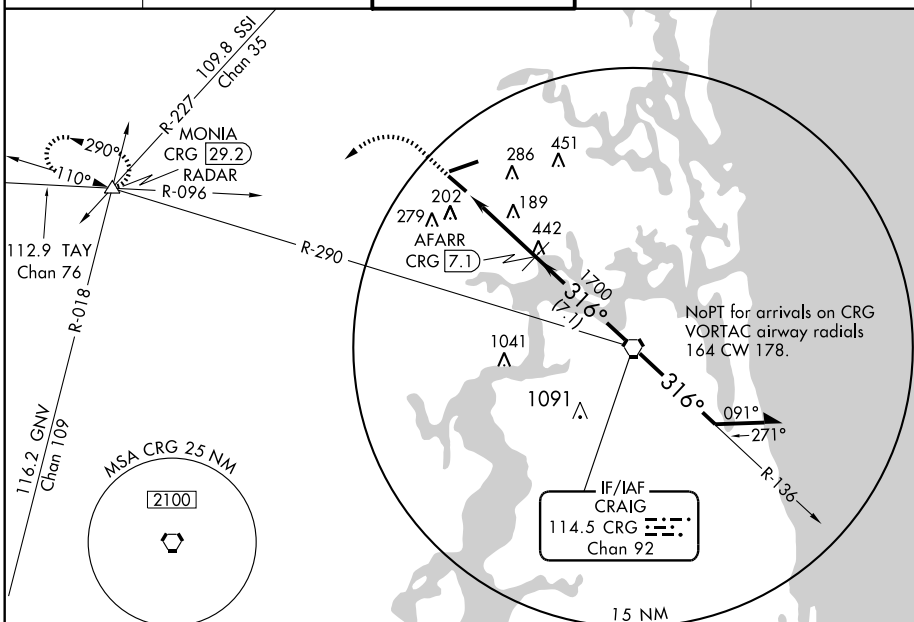 109.8 SSI
Chan 35
R-227
MONIA
CRG 29.2
RADAR
290°
110°
R-096
112.9 TAY
Chan 76
R-018
116.2 GNV
Chan 109
R-290
286
451
202
279
189
442
AFARR
CRG 7.1
1700
316°
(7.1)
NoPT for arrivals on CRG
VORTAC airway radials
164 CW 178.
1041
1091
316°
091°
271°
R-136
MSA CRG 25 NM
2100
IF/IAF
CRAIG
114.5 CRG
Chan 92
15 NM